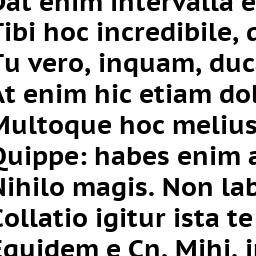 Dat enim intervalla e
Tibi hoc incredibile, q
Tu vero, inquam, duc
At enim hic etiam dol
Multoque hoc melius
Quippe: habes enim a
Nihilo magis. Non lab
Collatio igitur ista te
Equidem e Cn. Mihi, in